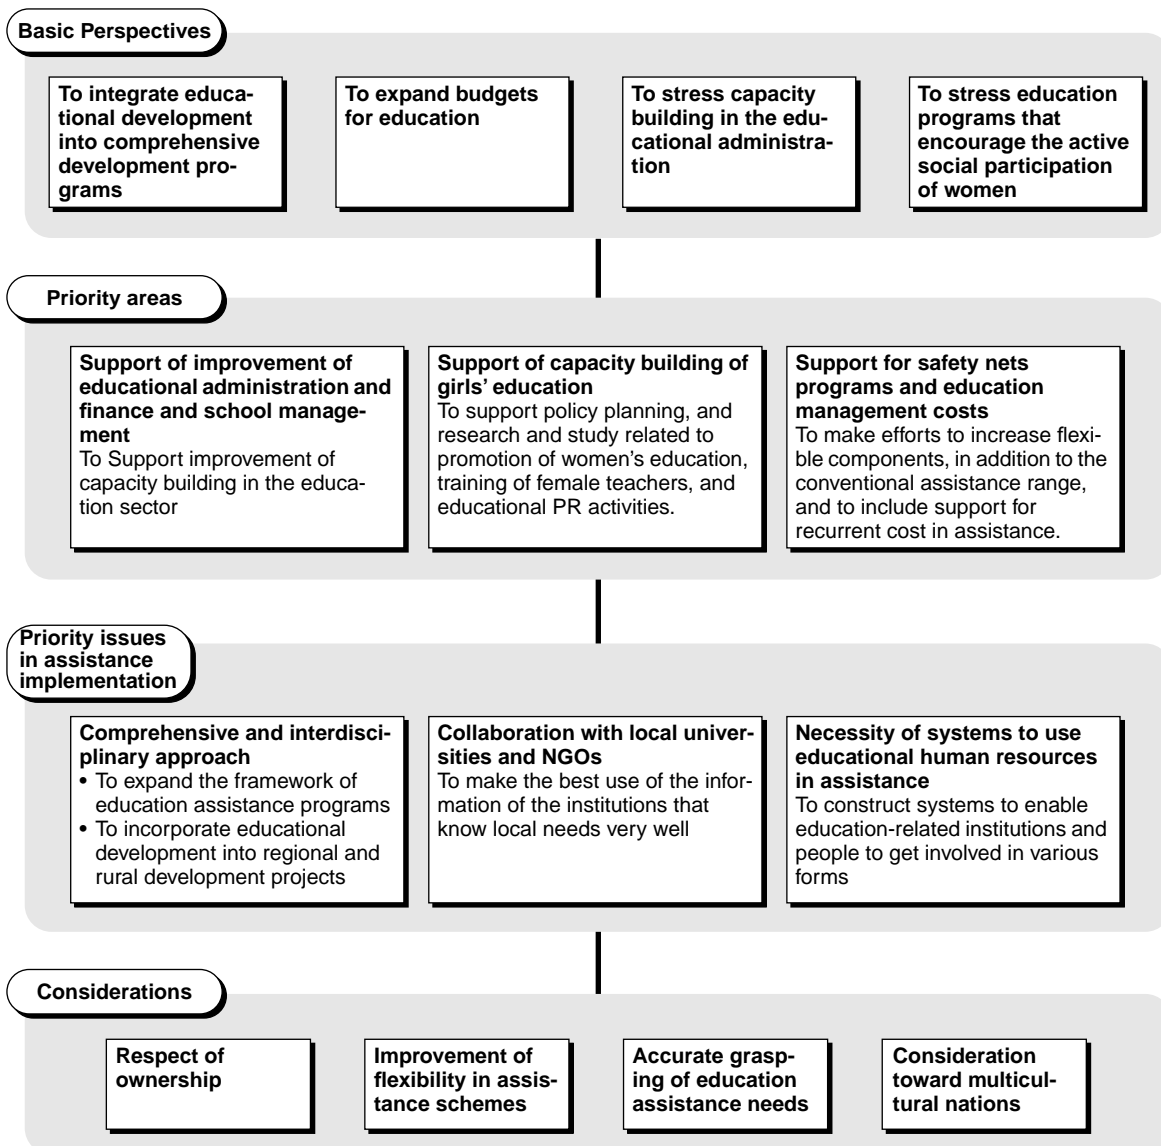 Basic Perspectives
To integrate educa-
tional development
into comprehensive
development pro-
grams
To expand budgets
for education
To stress capacity
building in the edu-
cational administra-
tion
To stress education
programs that
encourage the active
social participation
of women
Priority areas
Support of improvement of
educational administration and
finance and school manage-
ment
To Support improvement of
capacity building in the educa-
tion sector
Support of capacity building of
girls’ education
To support policy planning, and
research and study related to
promotion of women’s education,
training of female teachers, and
educational PR activities.
Support for safety nets
programs and education
management costs
To make efforts to increase flexi-
ble components, in addition to the
conventional assistance range,
and to include support for
recurrent cost in assistance.
Priority issues
in assistance
implementation
Comprehensive and interdisci-
plinary approach
• To expand the framework of
education assistance programs
• To incorporate educational
development into regional and
rural development projects
Collaboration with local univer-
sities and NGOs
To make the best use of the infor-
mation of the institutions that
know local needs very well
Necessity of systems to use
educational human resources
in assistance
To construct systems to enable
education-related institutions and
people to get involved in various
forms
Considerations
Respect of
ownership
Improvement of
flexibility in assis-
tance schemes
Accurate grasp-
ing of education
assistance needs
Consideration
toward multicul-
tural nations